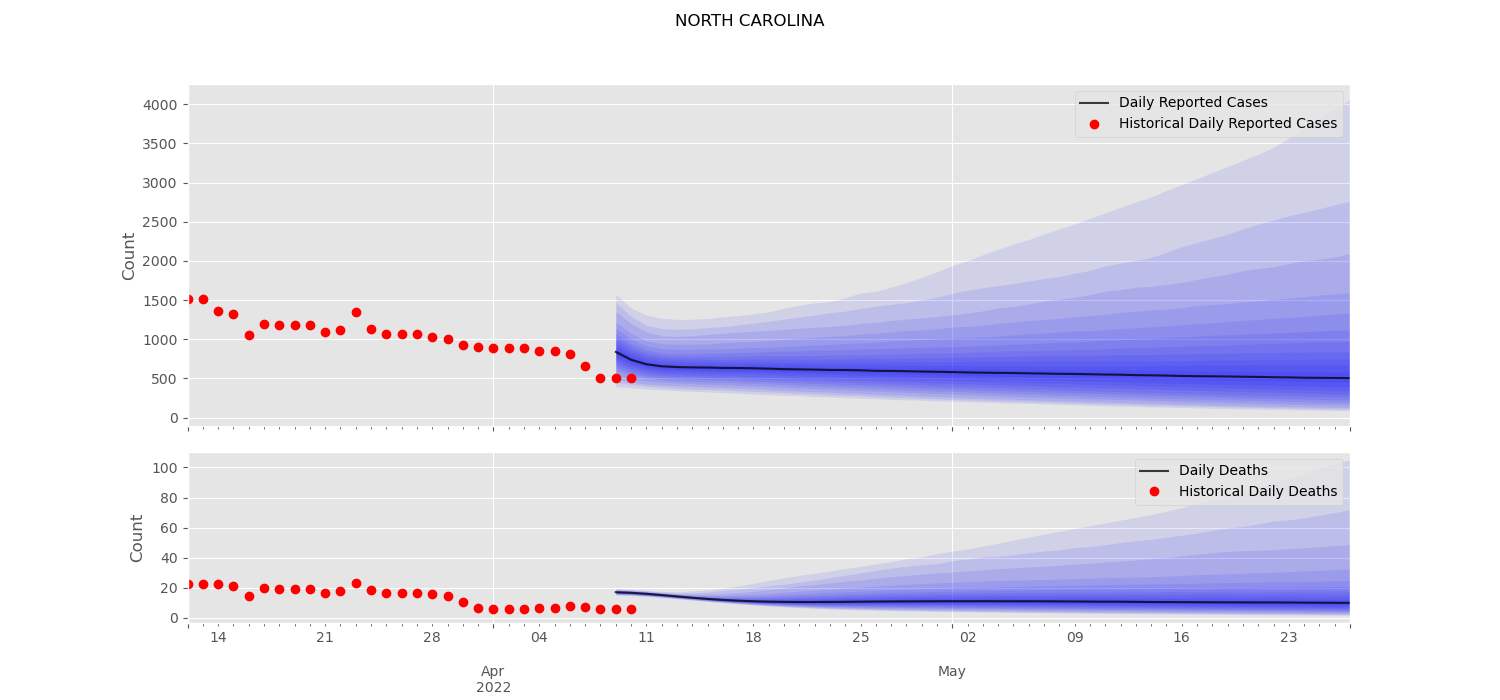 NORTH CAROLINA
4000
3500
3000
2500
2000
1500
1000
500
0
Count
Daily Reported Cases
Historical Daily Reported Cases
100
80
60
40
20
0
Count
Daily Deaths
Historical Daily Deaths
14 21 28 04 11 18 25 02 09 16 23
Apr May
2022